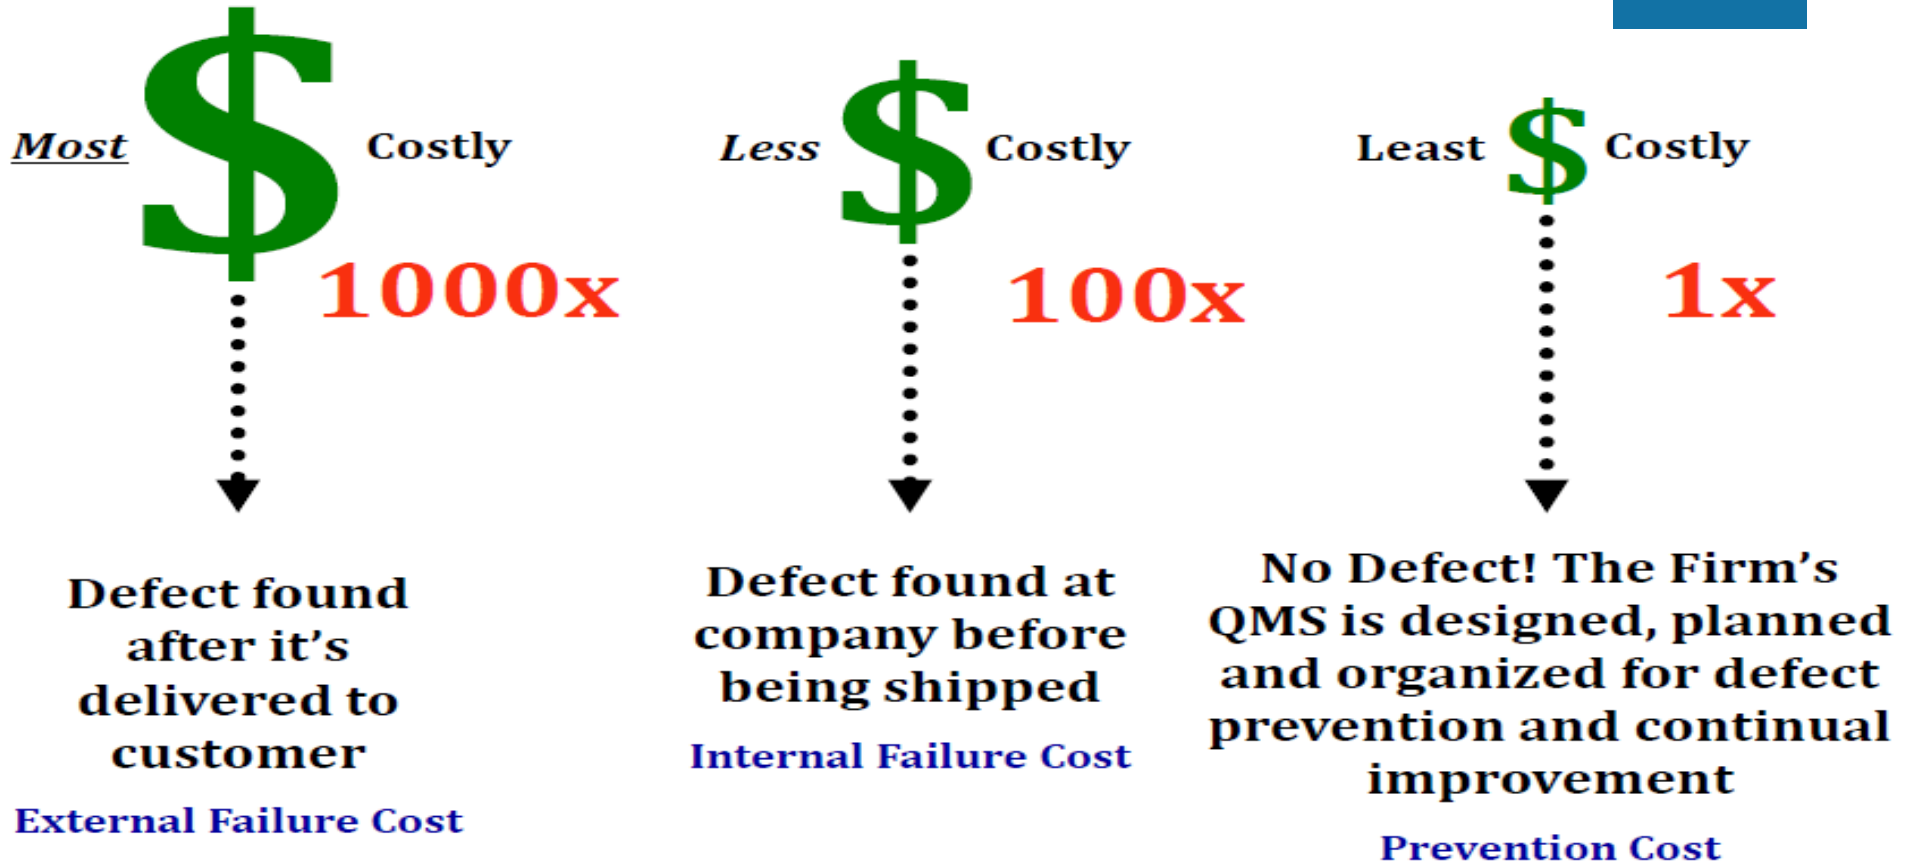 Most $ Costly
1000x
Defect found
after it’s
delivered to
customer
External Failure Cost
Less $ Costly
100x
Defect found at
company before
being shipped
Internal Failure Cost
Least $ Costly
1x
No Defect! The Firm’s
QMS is designed, planned
and organized for defect
prevention and continual
improvement
Prevention Cost